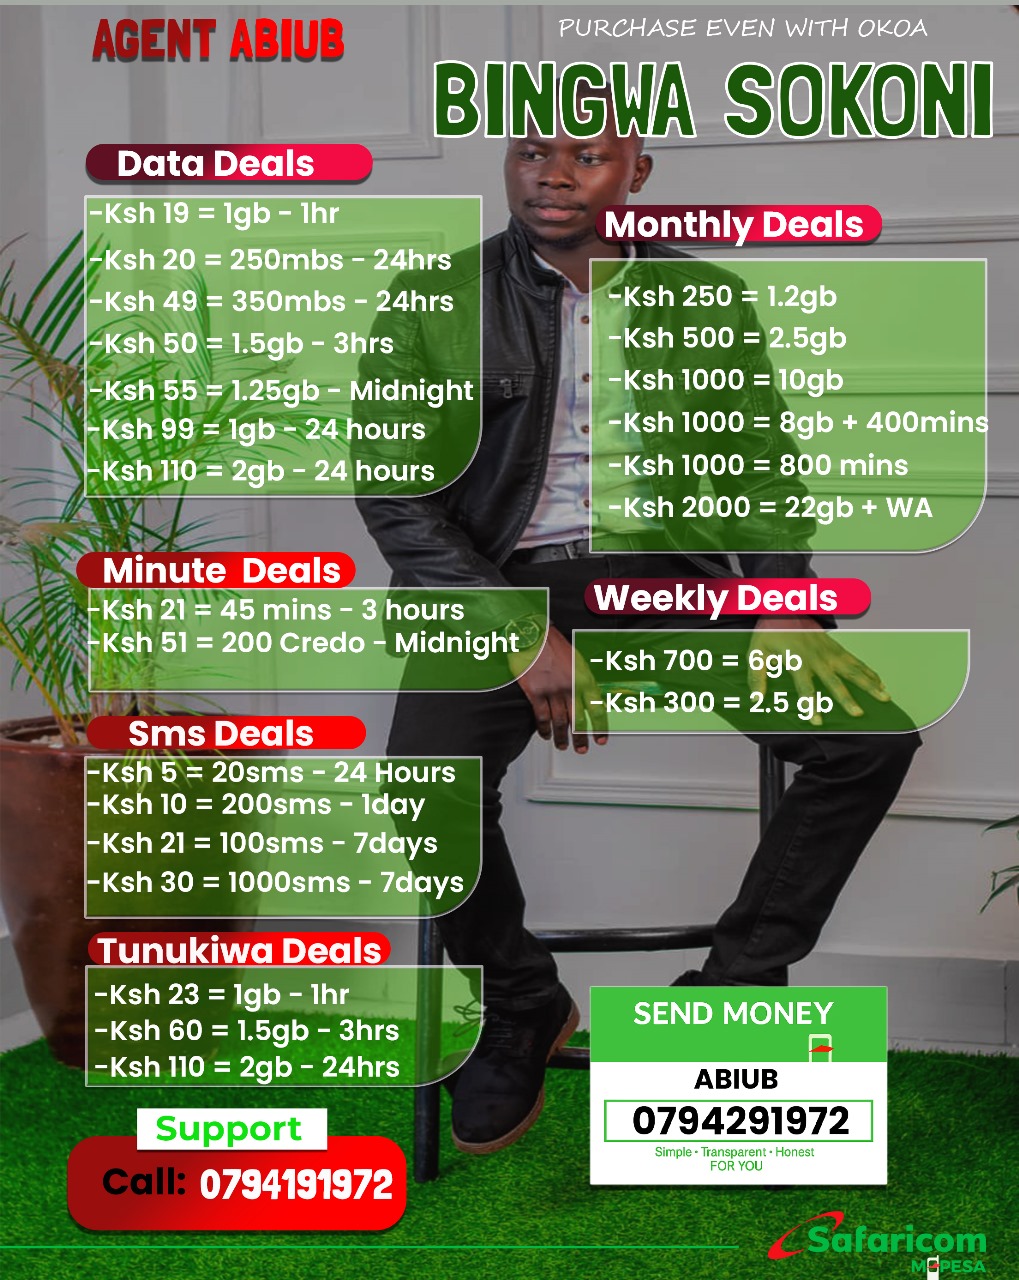 AGENT ABIUB
PURCHASE EVEN WITH OKOA
BINGWA SOKONI
Data Deals
-Ksh 19 = 1gb - 1hr
-Ksh 20 = 250mbs - 24hrs
-Ksh 49 = 350mbs - 24hrs
-Ksh 50 = 1.5gb - 3hrs
-Ksh 55 = 1.25gb - Midnight
-Ksh 99 = 1gb - 24 hours
-Ksh 110 = 2gb - 24 hours
Monthly Deals
-Ksh 250 = 1.2gb
-Ksh 500 = 2.5gb
-Ksh 1000 = 10gb
-Ksh 1000 = 8gb + 400mins
-Ksh 1000 = 800 mins
-Ksh 2000 = 22gb + WA
Minute Deals
-Ksh 21 = 45 mins - 3 hours
-Ksh 51 = 200 Credo - Midnight
Weekly Deals
-Ksh 700 = 6gb
-Ksh 300 = 2.5 gb
Sms Deals
-Ksh 5 = 20sms - 24 Hours
-Ksh 10 = 200sms - 1day
-Ksh 21 = 100sms - 7days
-Ksh 30 = 1000sms - 7days
Tunukiwa Deals
-Ksh 23 = 1gb - 1hr
-Ksh 60 = 1.5gb - 3hrs
-Ksh 110 = 2gb - 24hrs
Support
Call: 0794191972
SEND MONEY
ABIUB
0794291972
Simple • Transparent • Honest
FOR YOU
Safaricom
M-PESA